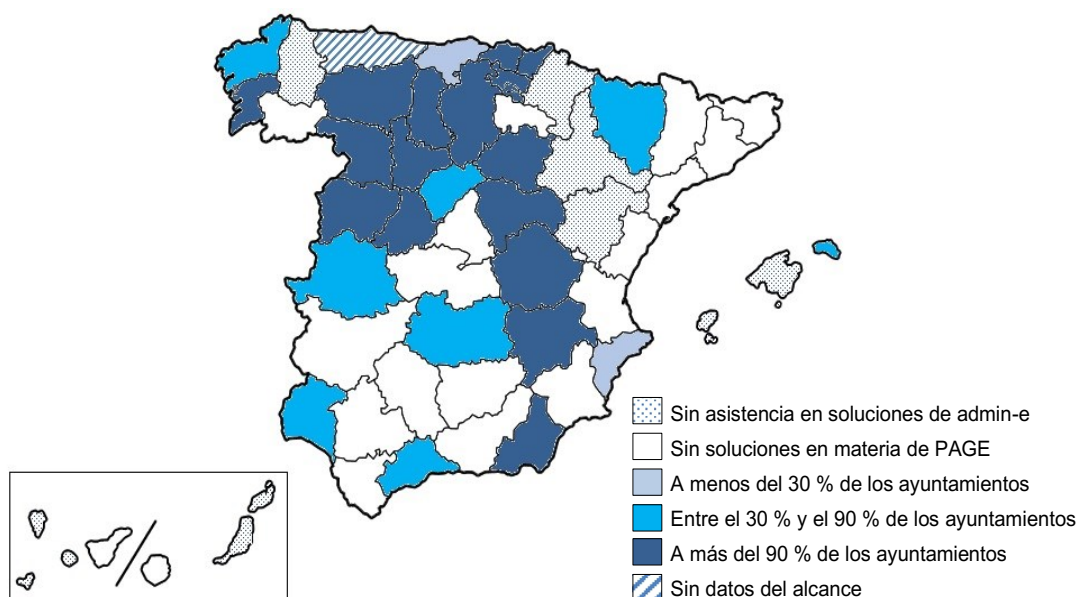 Sin asistencia en soluciones de admin-e
Sin soluciones en materia de PAGE
A menos del 30 % de los ayuntamientos
Entre el 30 % y el 90 % de los ayuntamientos
A más del 90 % de los ayuntamientos
Sin datos del alcance